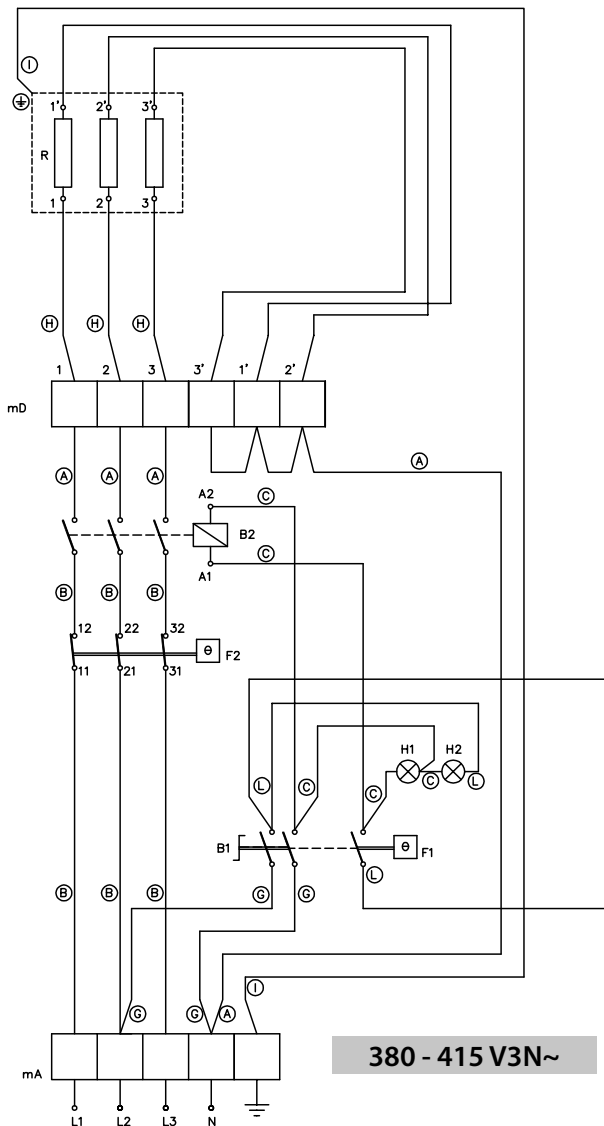 I
1' 2' 3'
R
1 2 3
H H H
1 2 3 3' 1' 2'
mD
A
A A A
A2 C
B2
C
A1
B B B
12 22 32
θ F2
11 21 31
H1 H2
L C C C L
B1 θ F1
L
B B B G G
I
G G A
mA
380 - 415 V3N~
L1 L2 L3 N